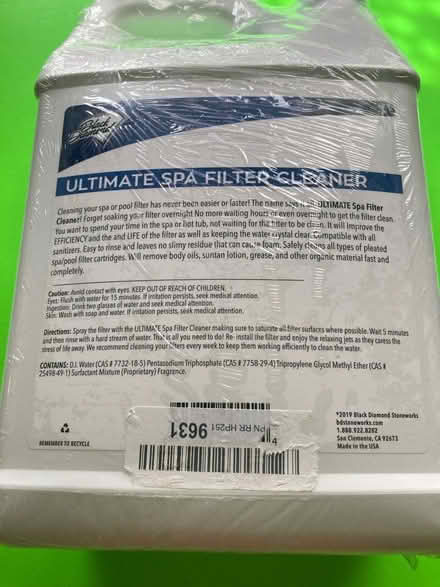 Black
Diamond
ULTIMATE SPA FILTER CLEANER
Cleaning your spa or pool filter has never been easier or faster! The name says it all. ULTIMATE Spa Filter
Cleaner! Forget soaking your filter overnight No more waiting hours or even overnight to get the filter clean.
You want to spend your time in the spa or hot tub, not waiting for the filter to be clean. It will improve the
EFFICIENCY and the and LIFE of the filter as well as keeping the water crystal clear. Compatible with all
sanitizers. Easy to rinse and leaves no slimy residue that can cause foam. Safely cleans all types of pleated
spa/pool filter cartridges. Will remove body oils, suntan lotion, grease, and other organic material fast and
completely.
Caution: Avoid contact with eyes. KEEP OUT OF REACH OF CHILDREN.
Eyes: Flush with water for 15 minutes. If irritation persists, seek medical attention.
Ingestion: Drink two glasses of water and seek medical attention.
Skin: Wash with soap and water. If irritation persists, seek medical attention.
Directions: Spray the filter with the ULTIMATE Spa Filter Cleaner making sure to saturate all filter surfaces where possible. Wait 5 minutes
and then rinse with a hard stream of water. That is all you need to do! Re- install the filter and enjoy the relaxing jets as they caress the
stress of life away. We recommend cleaning your filters every week to keep them working efficiently to clean the water.
CONTAINS: D.I. Water (CAS # 7732-18-5) Pentasodium Triphosphate (CAS # 7758-29-4) Tripropylene Glycol Methyl Ether (CAS #
25498-49-1) Surfactant Mixture (Proprietary) Fragrance.
NPN RR HP251
9631
REMEMBER TO RECYCLE
©2019 Black Diamond Stoneworks
bdstoneworks.com
1.888.922.8282
San Clemente, CA 92673
Made in the USA